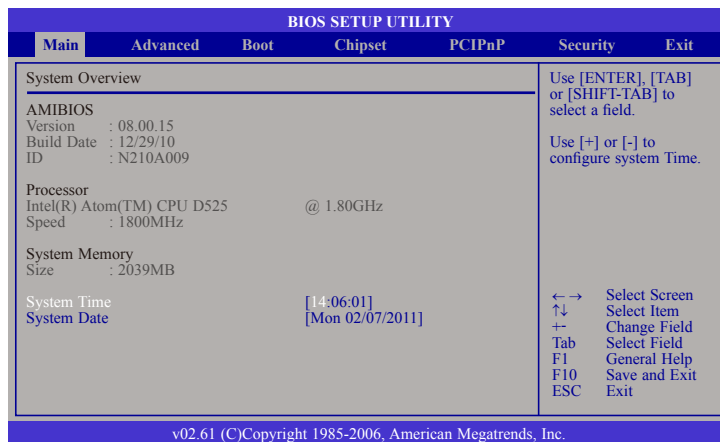 BIOS SETUP UTILITY
Main Advanced Boot Chipset PCIPnP Security Exit
System Overview
AMIBIOS
Version : 08.00.15
Build Date : 12/29/10
ID : N210A009
Processor
Intel(R) Atom(TM) CPU D525 @ 1.80GHz
Speed : 1800MHz
System Memory
Size : 2039MB
System Time [14:06:01]
System Date [Mon 02/07/2011]
Use [ENTER], [TAB]
or [SHIFT-TAB] to
select a field.
Use [+] or [-] to
configure system Time.
←→ Select Screen
↑↓ Select Item
+- Change Field
Tab Select Field
F1 General Help
F10 Save and Exit
ESC Exit
v02.61 (C)Copyright 1985-2006, American Megatrends, Inc.